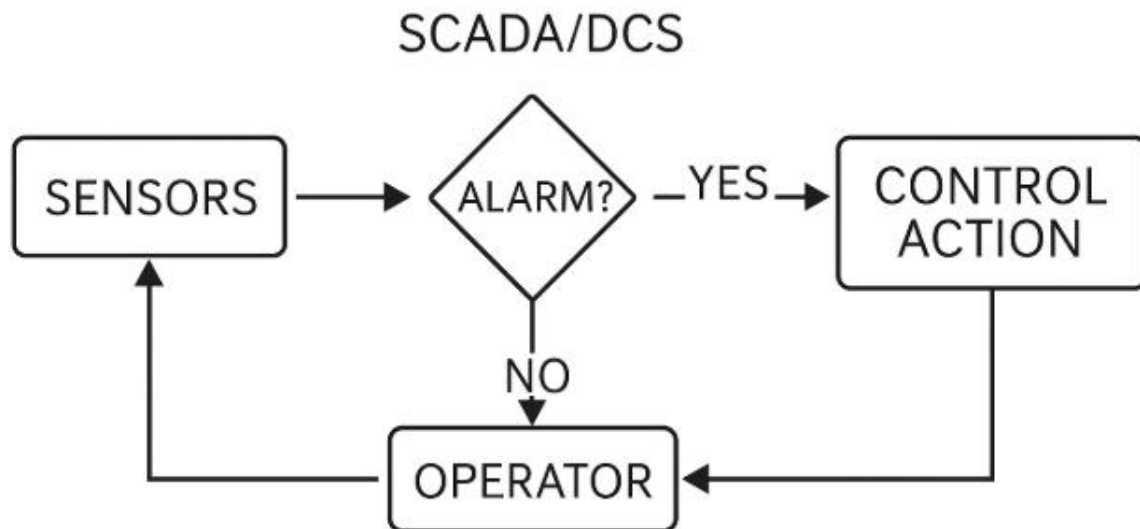 SCADA/DCS
SENSORS
ALARM?
YES
CONTROL
ACTION
NO
OPERATOR